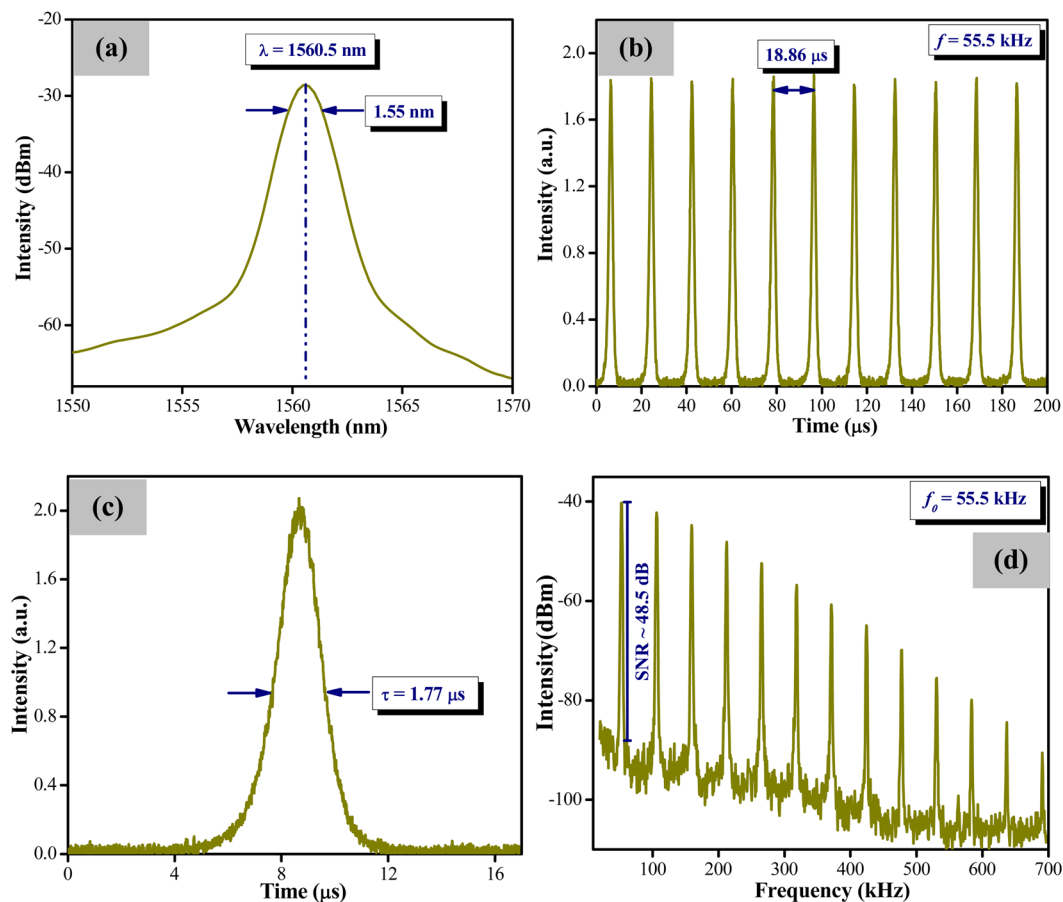 (a)
λ = 1560.5 nm
1.55 nm
-20
-30
-40
-50
-60
Intensity (dBm)
1550 1555 1560 1565 1570
Wavelength (nm)
(b)
f = 55.5 kHz
18.86 μs
2.0
1.6
1.2
0.8
0.4
0.0
Intensity (a.u.)
0 20 40 60 80 100 120 140 160 180 200
Time (μs)
(c)
τ = 1.77 μs
2.0
1.6
1.2
0.8
0.4
0.0
Intensity (a.u.)
0 4 8 12 16
Time (μs)
(d)
f0 = 55.5 kHz
SNR ~ 48.5 dB
-40
-60
-80
-100
Intensity(dBm)
100 200 300 400 500 600 700
Frequency (kHz)